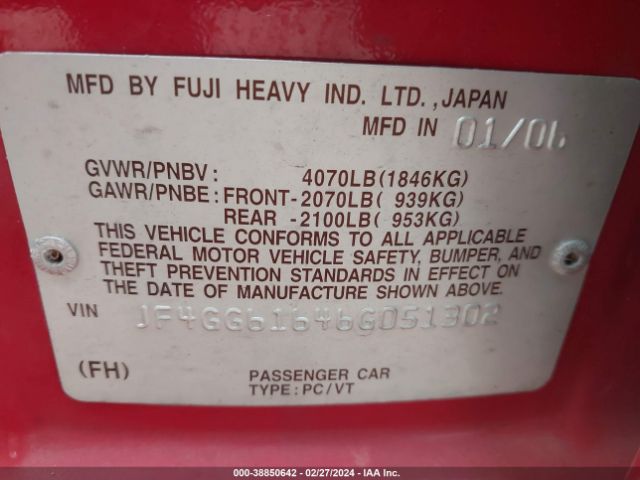 MFD BY FUJI HEAVY IND. LTD.,JAPAN
MFD IN 01/06
GVWR/PNBV: 4070LB(1846KG)
GAWR/PNBE:FRONT-2070LB( 939KG)
REAR -2100LB( 953KG)
THIS VEHICLE CONFORMS TO ALL APPLICABLE
FEDERAL MOTOR VEHICLE SAFETY, BUMPER, AND
THEFT PREVENTION STANDARDS IN EFFECT ON
THE DATE OF MANUFACTURE SHOWN ABOVE.
VIN JF4GG61646G051302
(FH) PASSENGER CAR
TYPE:PC/VT
000-38850642 - 02/27/2024 - IAA Inc.